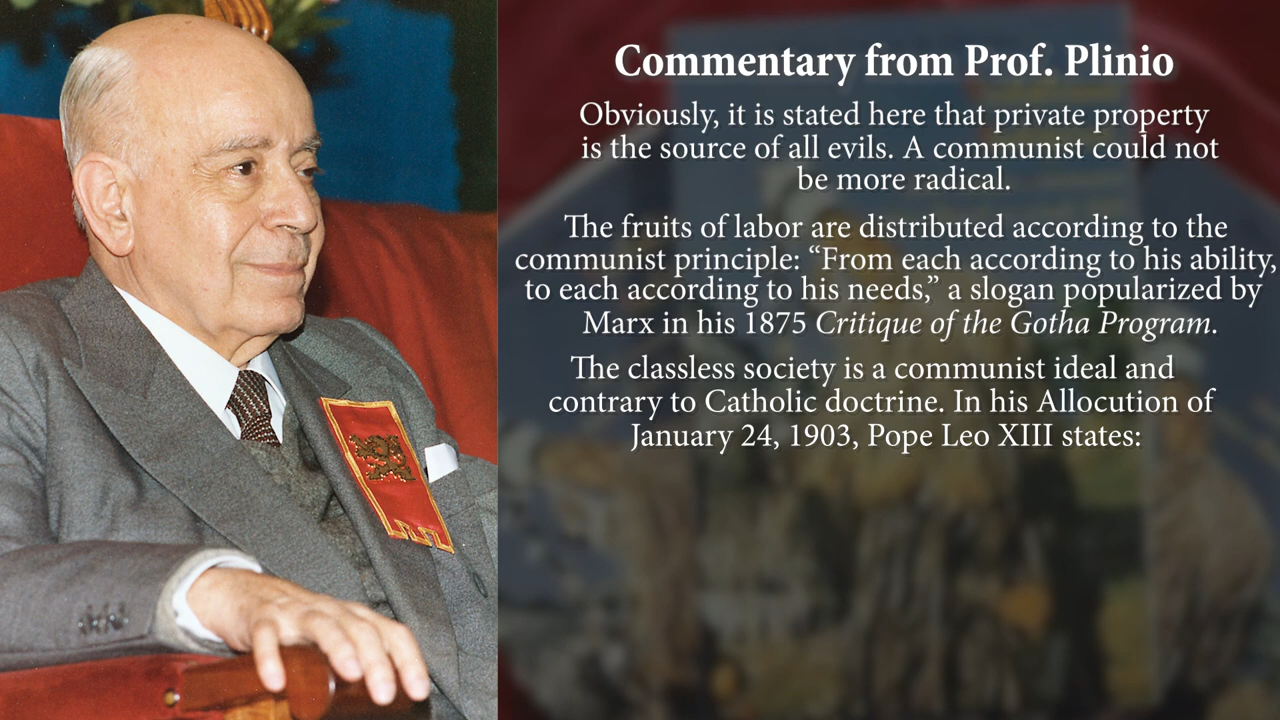 Commentary from Prof. Plinio
Obviously, it is stated here that private property
is the source of all evils. A communist could not
be more radical.
The fruits of labor are distributed according to the
communist principle: “From each according to his ability,
to each according to his needs,” a slogan popularized by
Marx in his 1875 Critique of the Gotha Program.
The classless society is a communist ideal and
contrary to Catholic doctrine. In his Allocution of
January 24, 1903, Pope Leo XIII states: